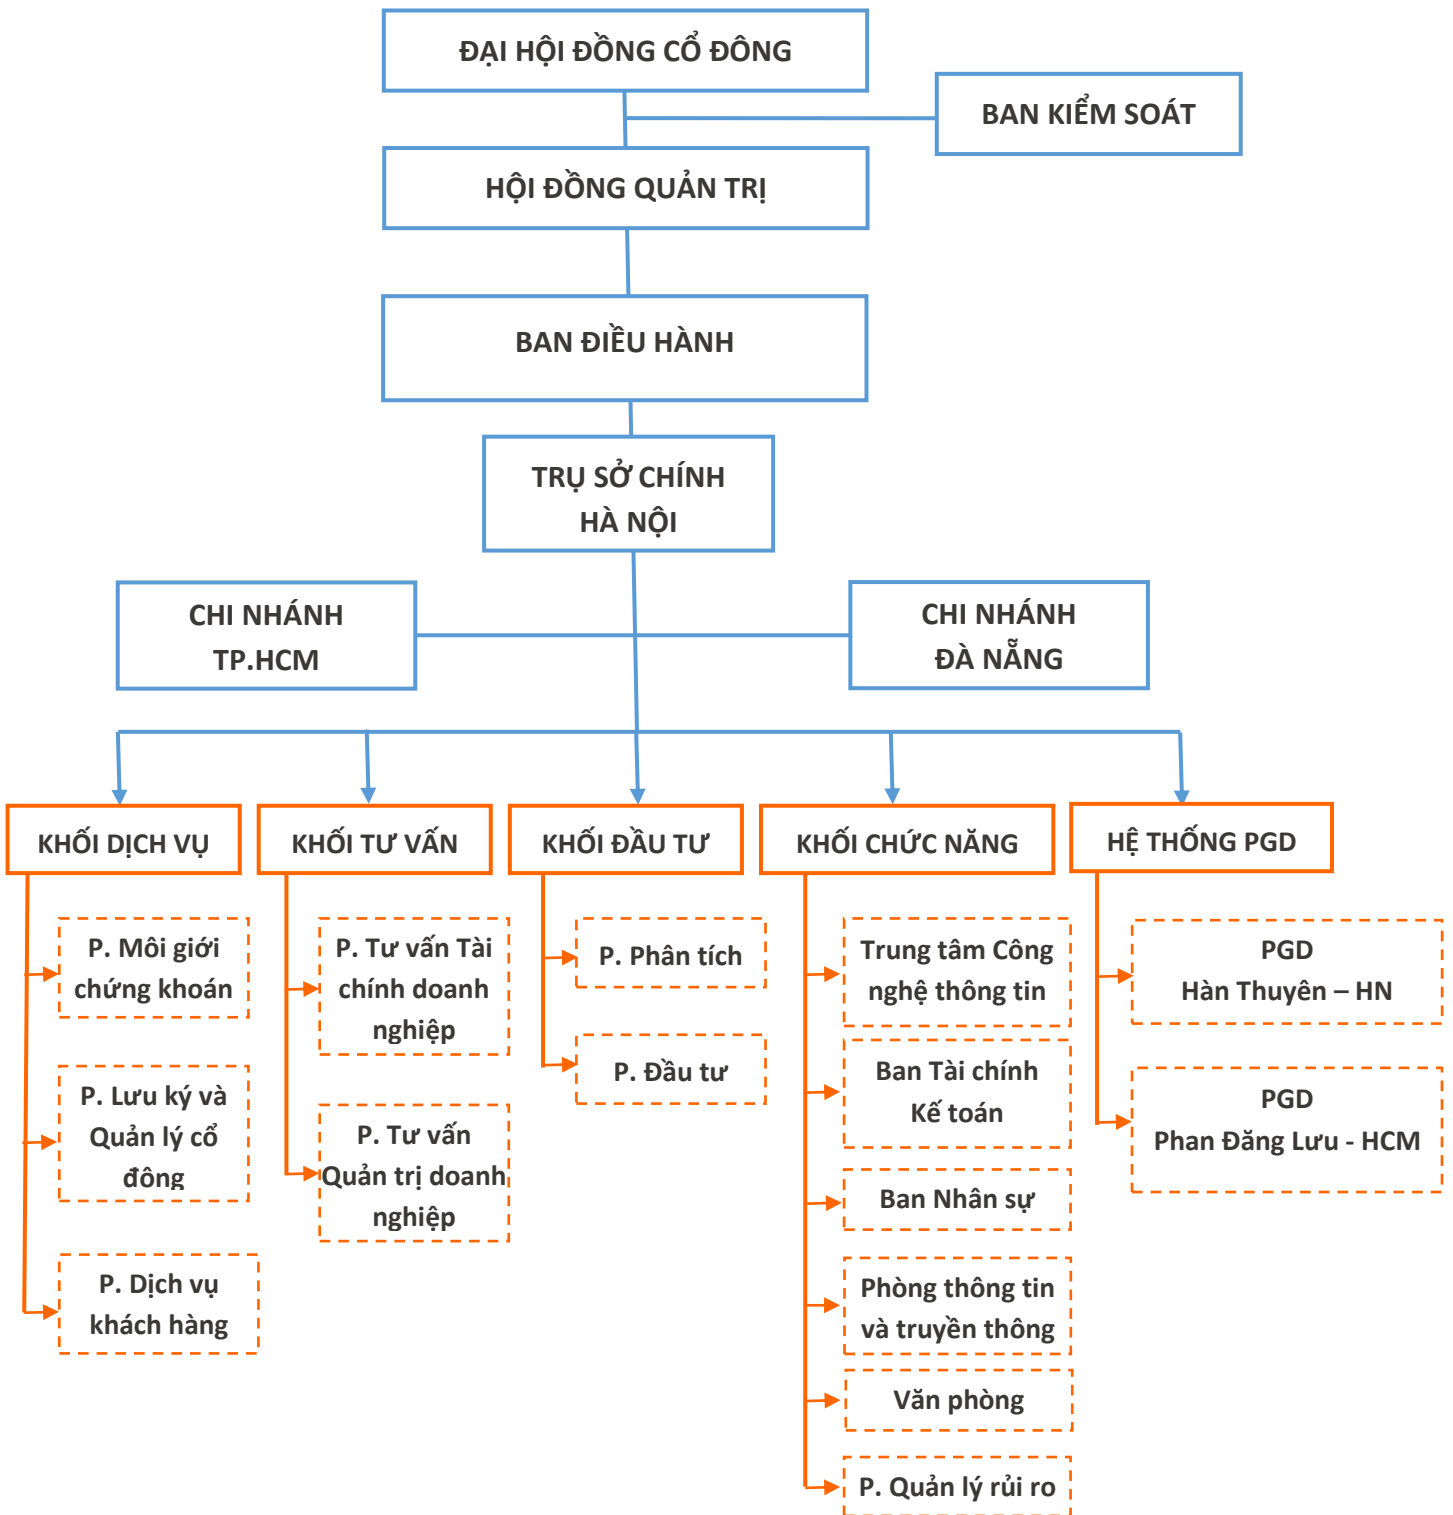 ĐẠI HỘI ĐỒNG CỔ ĐÔNG
BAN KIỂM SOÁT
HỘI ĐỒNG QUẢN TRỊ
BAN ĐIỀU HÀNH
TRỤ SỞ CHÍNH
HÀ NỘI
CHI NHÁNH
TP.HCM
CHI NHÁNH
ĐÀ NẴNG
KHỐI DỊCH VỤ
P. Môi giới
chứng khoán
P. Lưu ký và
Quản lý cổ
đông
P. Dịch vụ
khách hàng
KHỐI TƯ VẤN
P. Tư vấn Tài
chính doanh
nghiệp
P. Tư vấn
Quản trị doanh
nghiệp
KHỐI ĐẦU TƯ
P. Phân tích
P. Đầu tư
KHỐI CHỨC NĂNG
Trung tâm Công
nghệ thông tin
Ban Tài chính
Kế toán
Ban Nhân sự
Phòng thông tin
và truyền thông
Văn phòng
P. Quản lý rủi ro
HỆ THỐNG PGD
PGD
Hàn Thuyên – HN
PGD
Phan Đăng Lưu - HCM